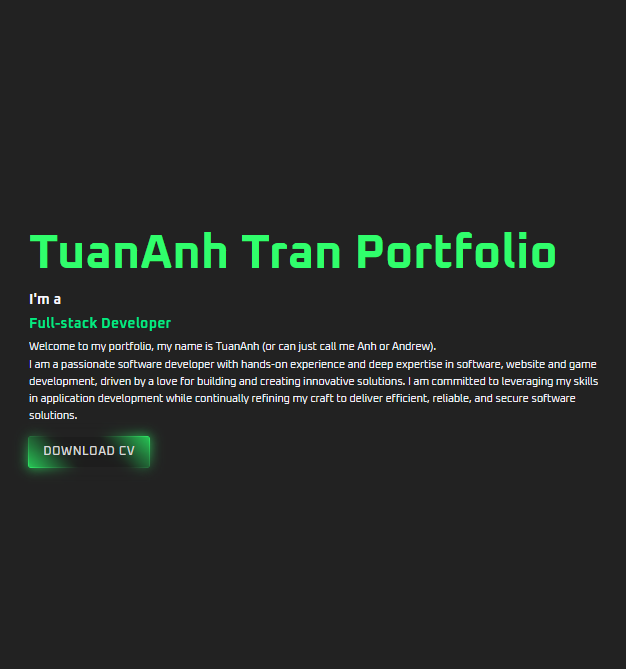 TuanAnh Tran Portfolio
I'm a
Full-stack Developer
Welcome to my portfolio, my name is TuanAnh (or can just call me Anh or Andrew).
I am a passionate software developer with hands-on experience and deep expertise in software, website and game
development, driven by a love for building and creating innovative solutions. I am committed to leveraging my skills
in application development while continually refining my craft to deliver efficient, reliable, and secure software
solutions.
DOWNLOAD CV